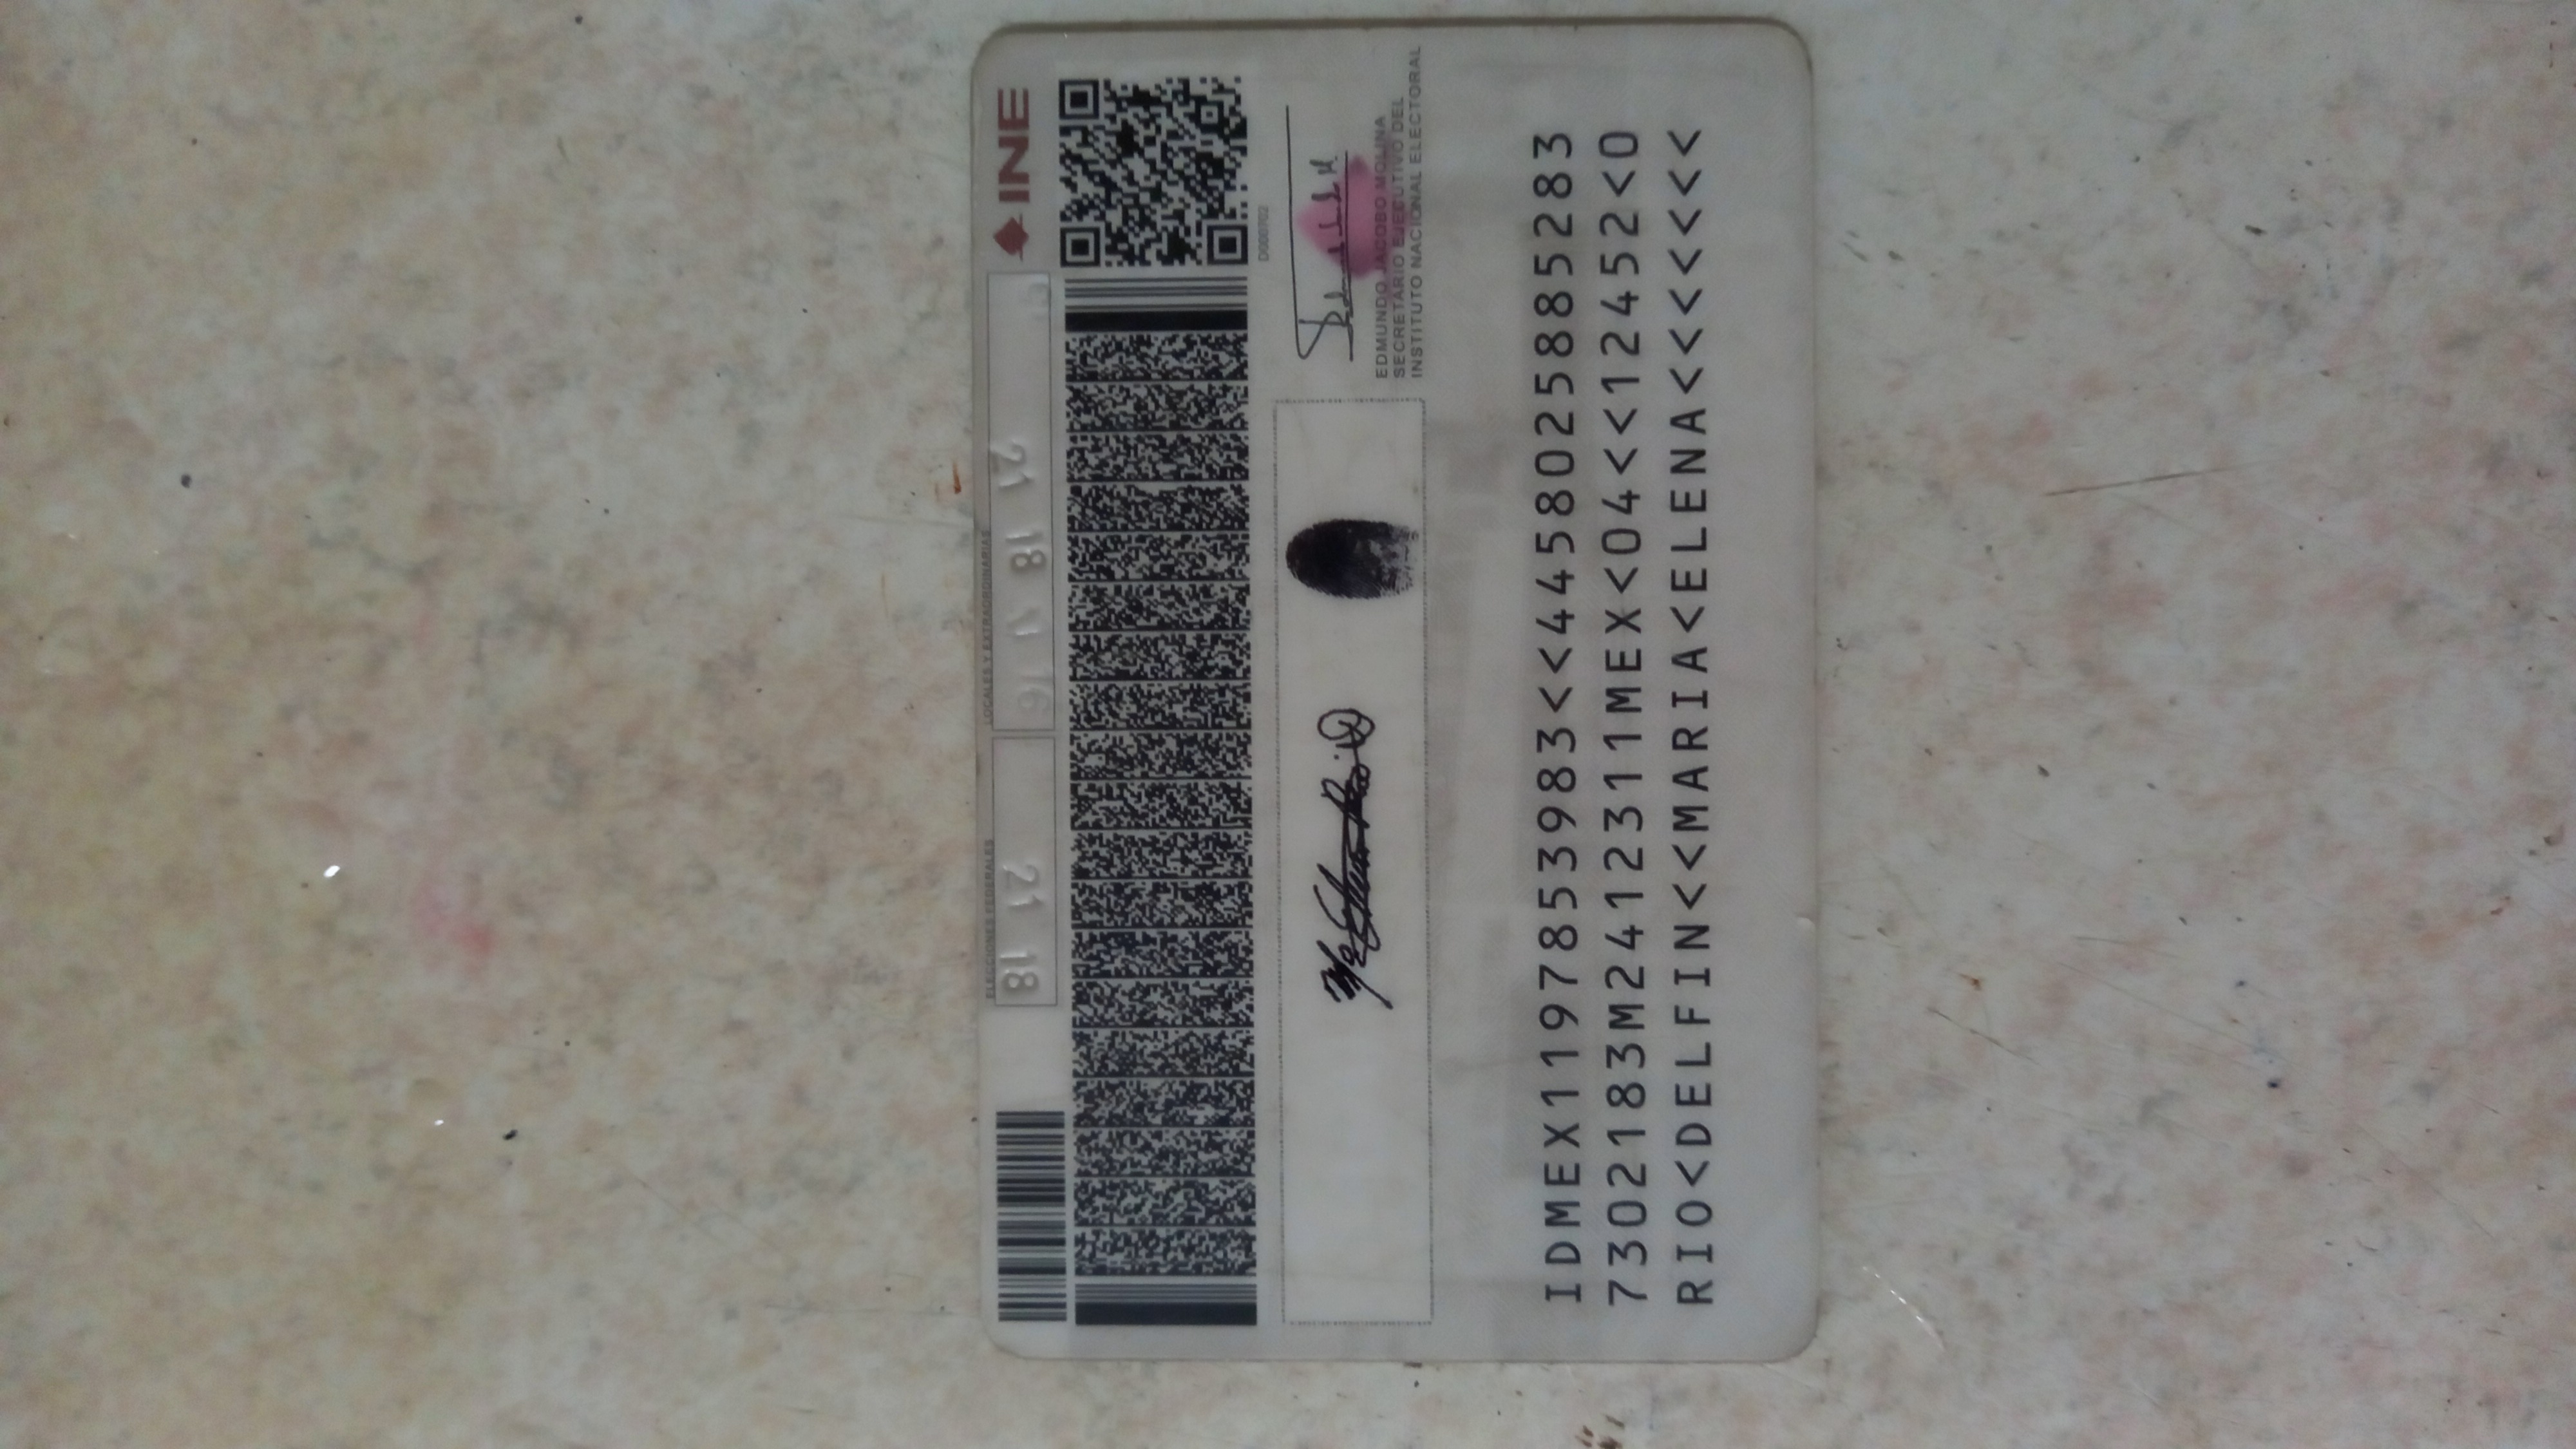 INE
ELECCIONES FEDERALES
LOCALES Y EXTRAORDINARIAS
21 18
21 18 16
EDMUNDO JACOBO MOLINA
SECRETARIO EJECUTIVO DEL
INSTITUTO NACIONAL ELECTORAL
IDMEX1197853983<<4458025885283
7302183M2412311MEX<04<<12452<0
RIO<DELFIN<<MARIA<ELENA<<<<<<<